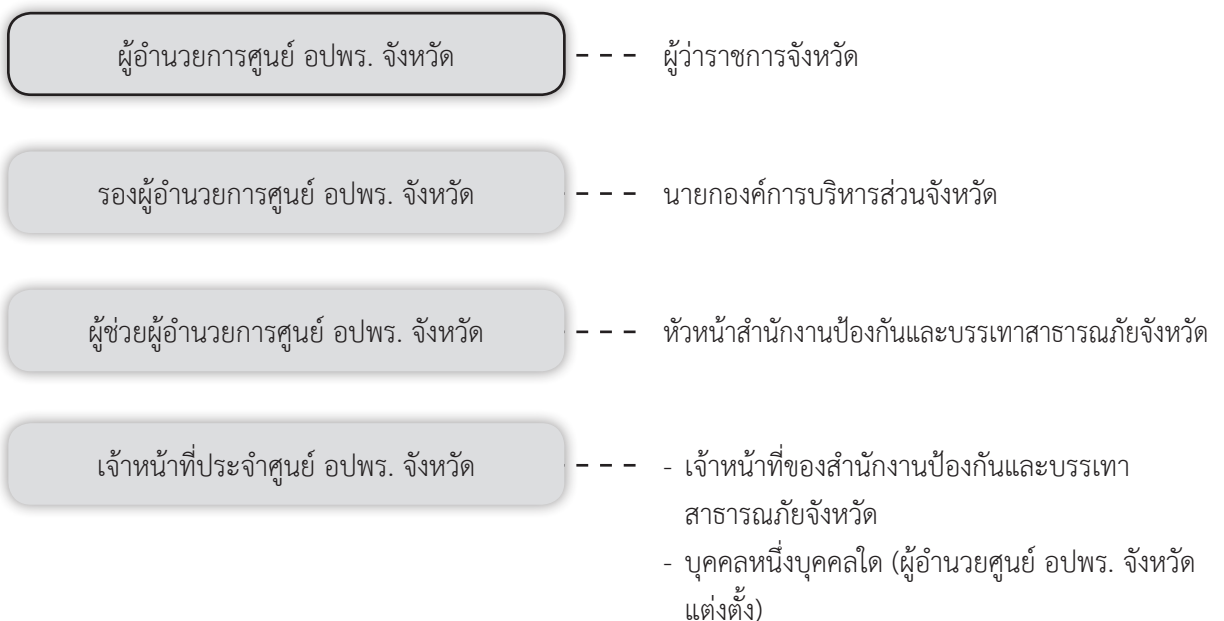 ผู้อำนวยการศูนย์ อปพร. จังหวัด --- ผู้ว่าราชการจังหวัด
รองผู้อำนวยการศูนย์ อปพร. จังหวัด --- นายกองค์การบริหารส่วนจังหวัด
ผู้ช่วยผู้อำนวยการศูนย์ อปพร. จังหวัด --- หัวหน้าสำนักงานป้องกันและบรรเทาสาธารณภัยจังหวัด
เจ้าหน้าที่ประจำศูนย์ อปพร. จังหวัด --- - เจ้าหน้าที่ของสำนักงานป้องกันและบรรเทา
สาธารณภัยจังหวัด
- บุคคลหนึ่งบุคคลใด (ผู้อำนวยศูนย์ อปพร. จังหวัด
แต่งตั้ง)